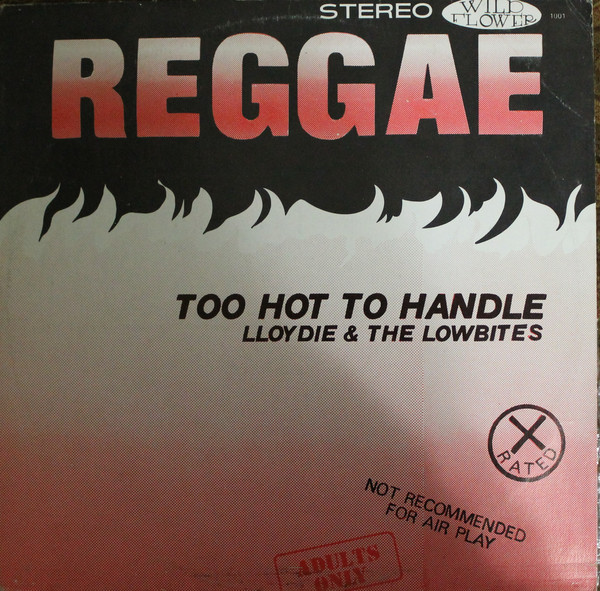 STEREO
WILD
FLOWER
1001
REGGAE
TOO HOT TO HANDLE
LLOYDIE & THE LOWBITES
X
RATED
NOT RECOMMENDED
FOR AIR PLAY
ADULTS
ONLY